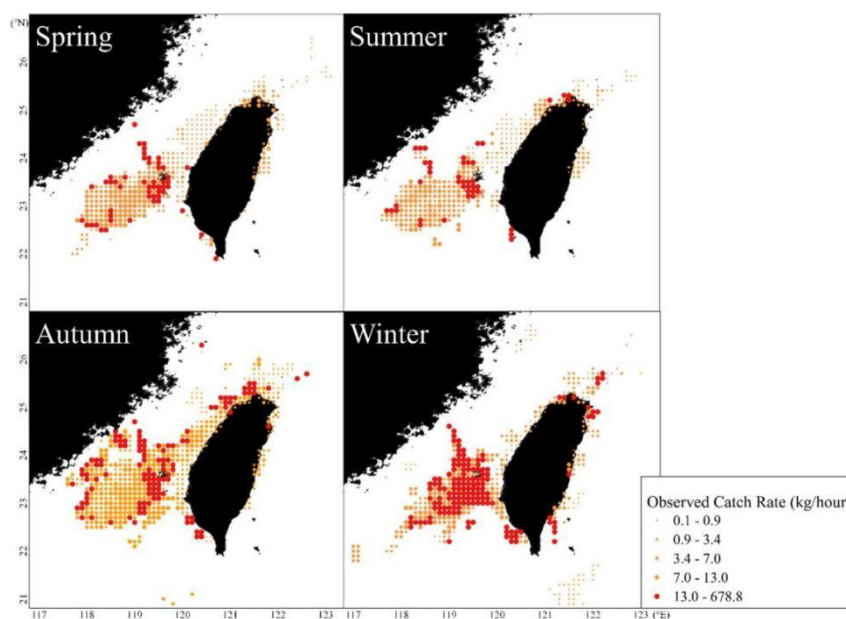 (°N)
Spring
Summer
26
25
24
23
22
21
Autumn
Winter
26
25
24
23
22
21
Observed Catch Rate (kg/hour
0.1 - 0.9
0.9 - 3.4
3.4 - 7.0
7.0 - 13.0
13.0 - 678.8
117 118 119 120 121 122 123 117 118 119 120 121 122 123 (°E)